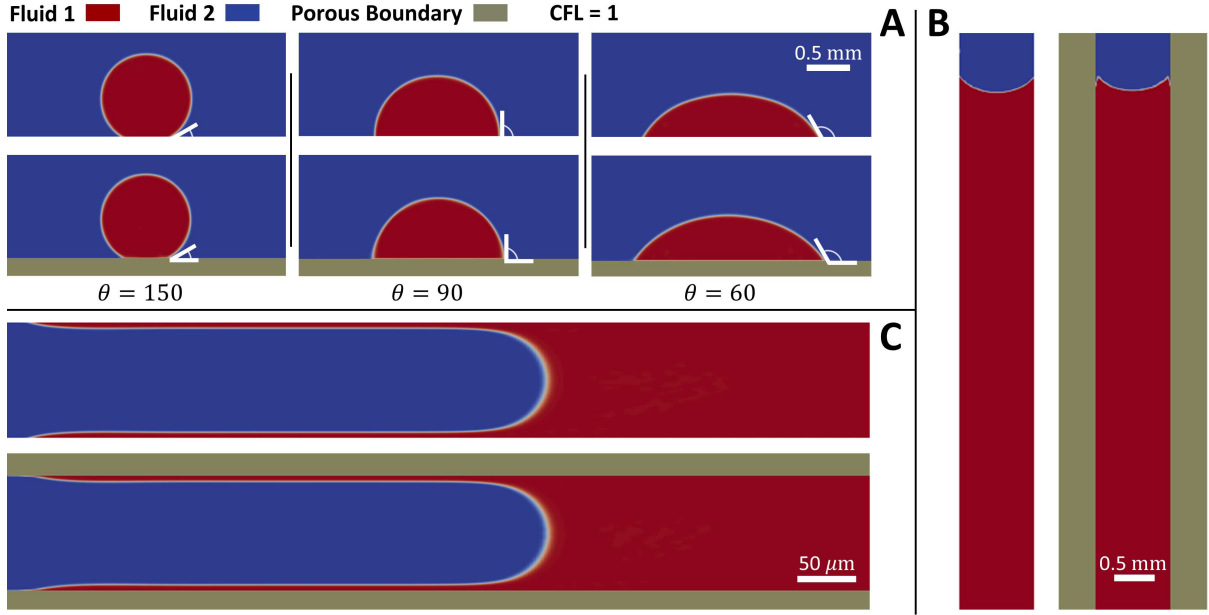 Fluid 1 Fluid 2 Porous Boundary CFL = 1
A
B
0.5 mm
θ = 150 θ = 90 θ = 60
C
50 μm
0.5 mm